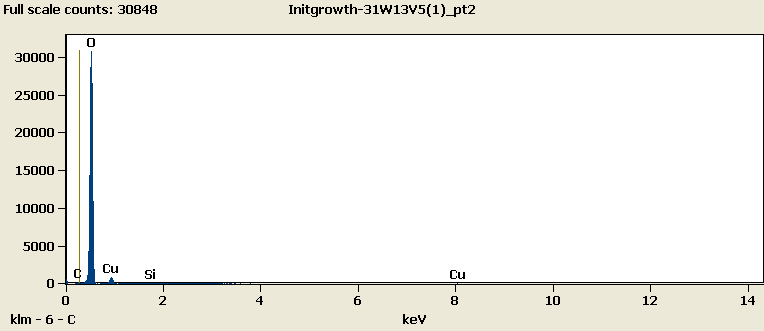 Full scale counts: 30848
Initgrowth-31W13V5(1)_pt2
O
30000
25000
20000
15000
10000
5000
0
C
Cu
Si
Cu
0 2 4 6 8 10 12 14
klm - 6 - C
keV